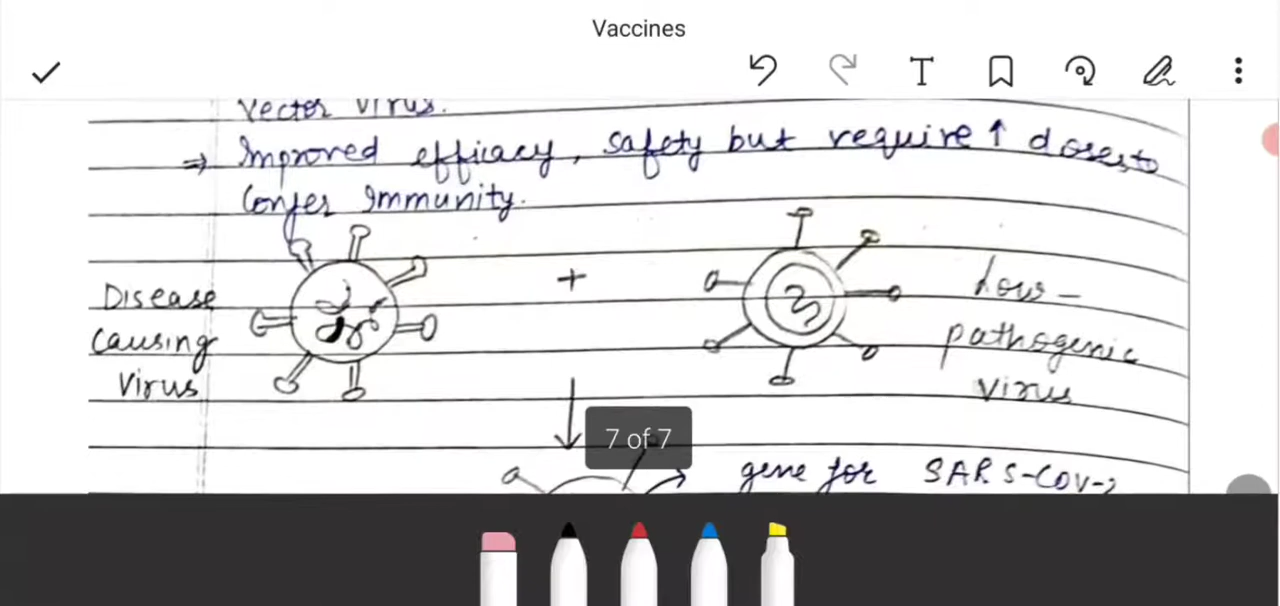 Vaccines
Vector Virus.
⇒ Improved efficacy, safety but require ↑ doses to
Confer Immunity.
Disease
Causing
Virus
+
Low-
pathogenic
virus
7 of 7
gene for SARS-COV-2